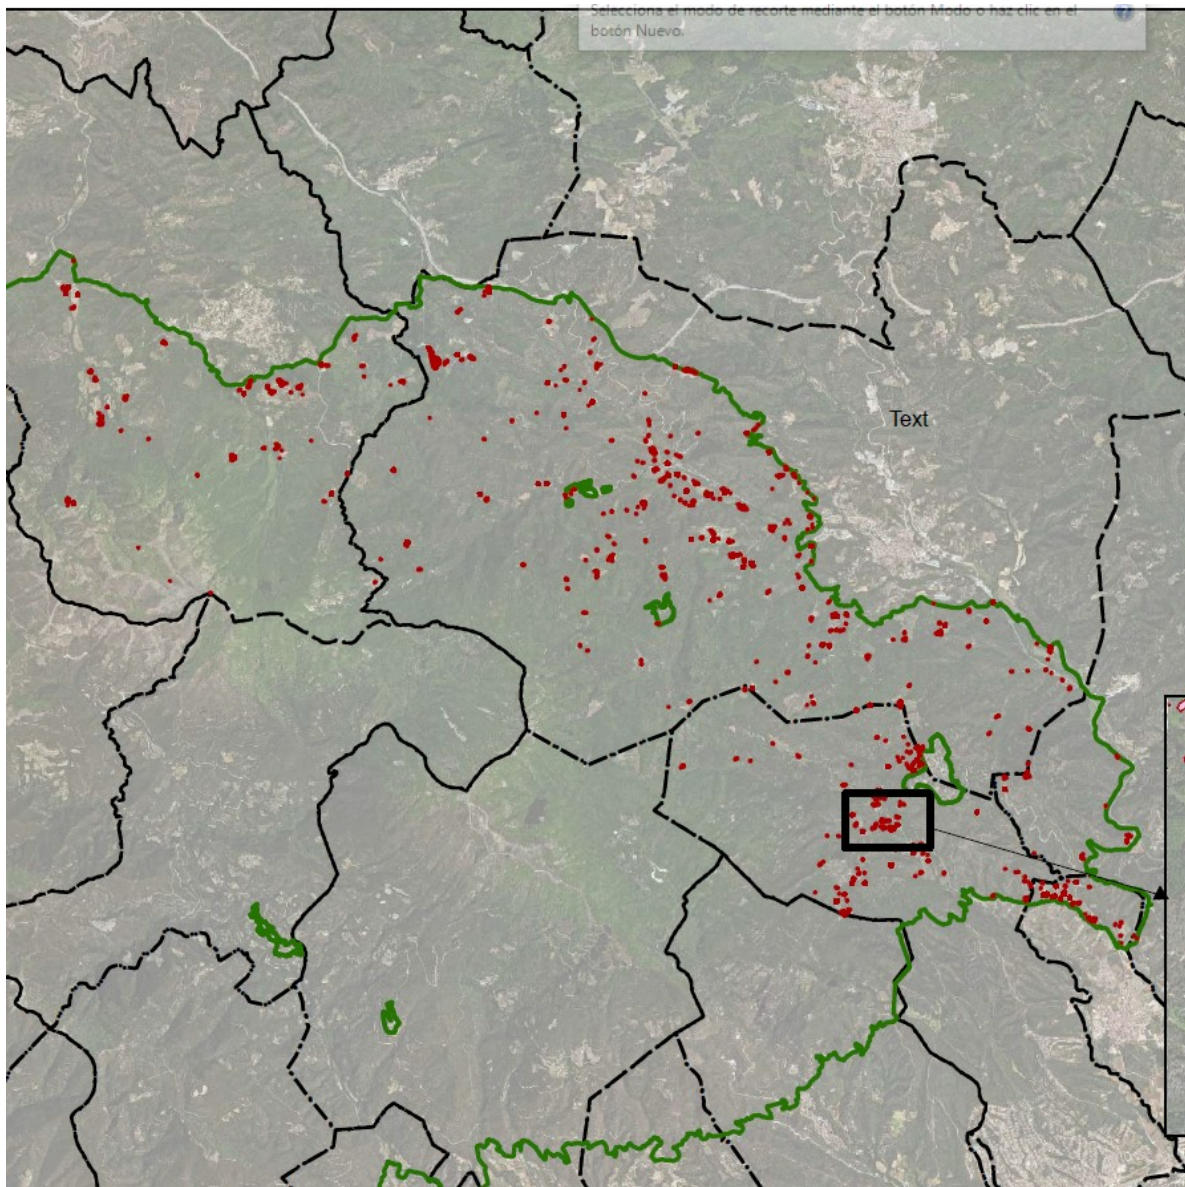 Selecciona el modo de recorte mediante el botón Modo o haz clic en el
botón Nuevo.
Text